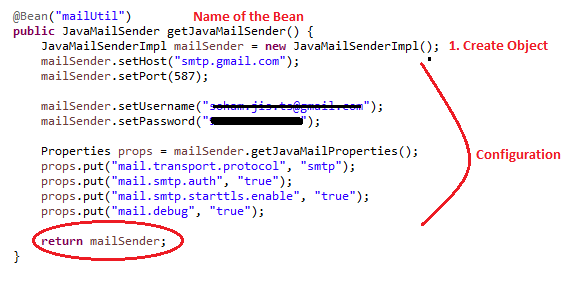 @Bean("mailUtil") Name of the Bean
public JavaMailSender getJavaMailSender() {
JavaMailSenderImpl mailSender = new JavaMailSenderImpl(); 1. Create Object
mailSender.setHost("smtp.gmail.com");
mailSender.setPort(587);
mailSender.setUsername("");
mailSender.setPassword("");
Properties props = mailSender.getJavaMailProperties();
Configuration
props.put("mail.transport.protocol", "smtp");
props.put("mail.smtp.auth", "true");
props.put("mail.smtp.starttls.enable", "true");
props.put("mail.debug", "true");
return mailSender;
}